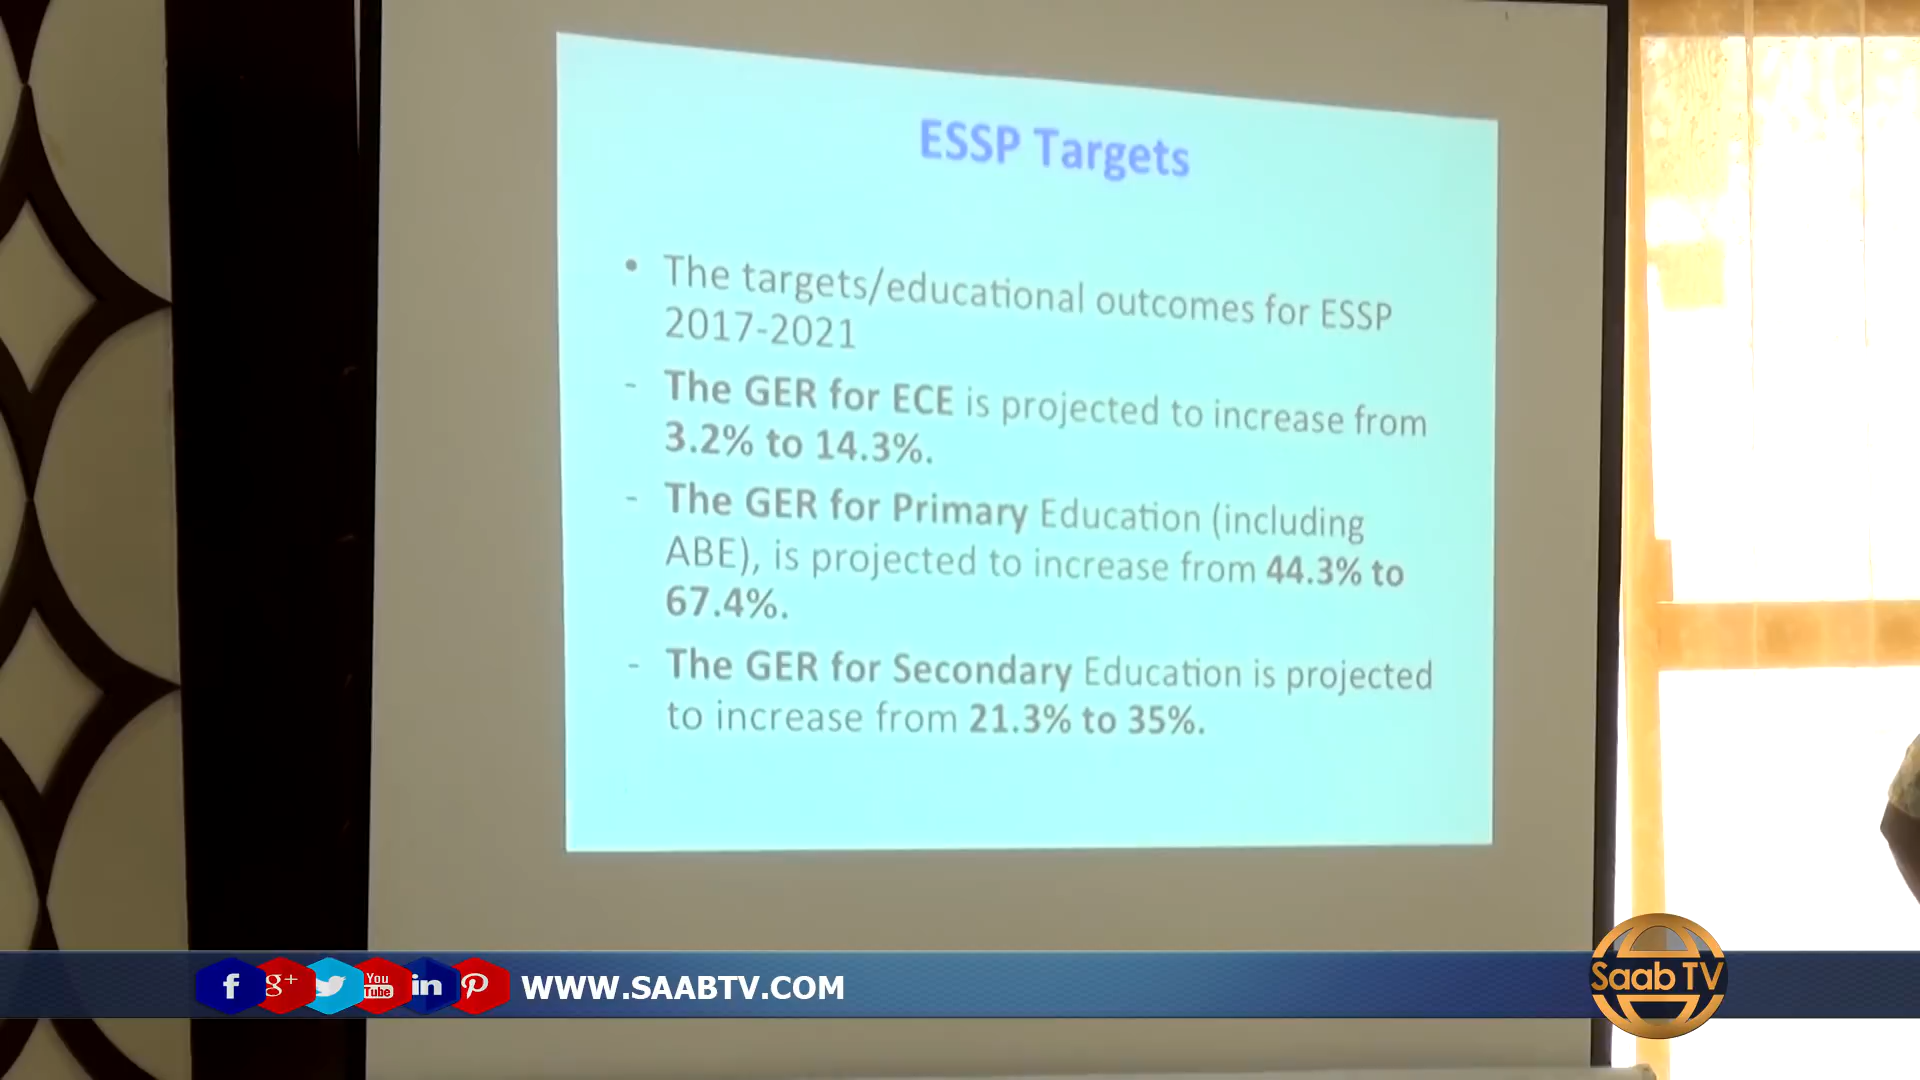 ESSP Targets
• The targets/educational outcomes for ESSP
2017-2021
- The GER for ECE is projected to increase from
3.2% to 14.3%.
- The GER for Primary Education (including
ABE), is projected to increase from 44.3% to
67.4%.
- The GER for Secondary Education is projected
to increase from 21.3% to 35%.
f g+ You Tube in
WWW.SAABTV.COM
Saab TV